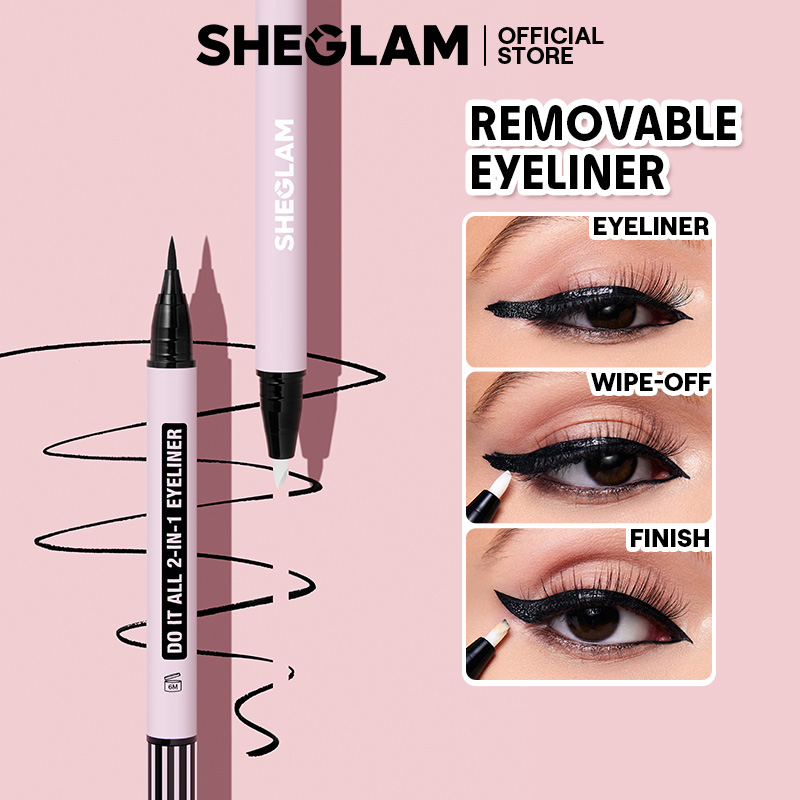 SHEGLAM
OFFICIAL
STORE
SHEGLAM
REMOVABLE
EYELINER
EYELINER
WIPE-OFF
FINISH
DO IT ALL 2-IN-1 EYELINER
6M